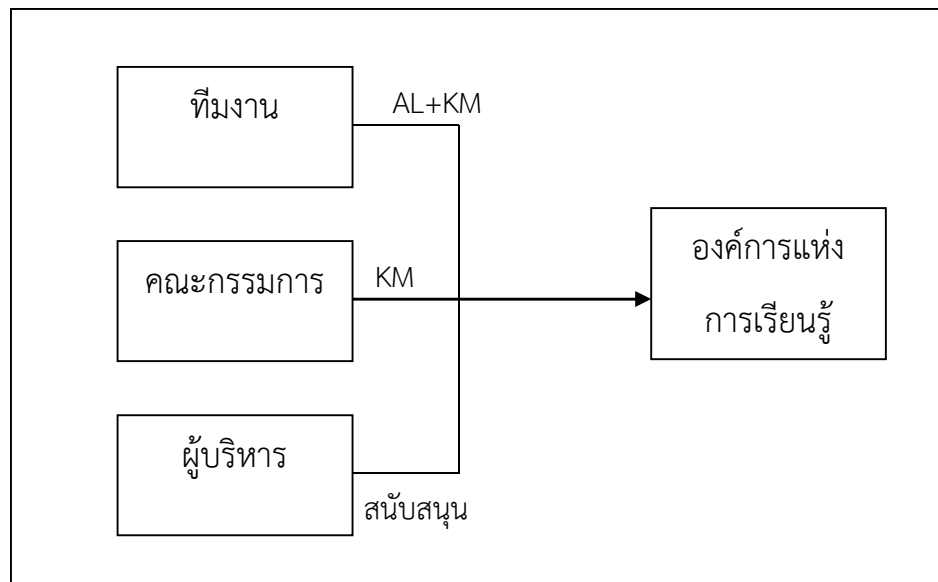 ทีมงาน
AL+KM
คณะกรรมการ
KM
องค์การแห่ง
การเรียนรู้
ผู้บริหาร
สนับสนุน